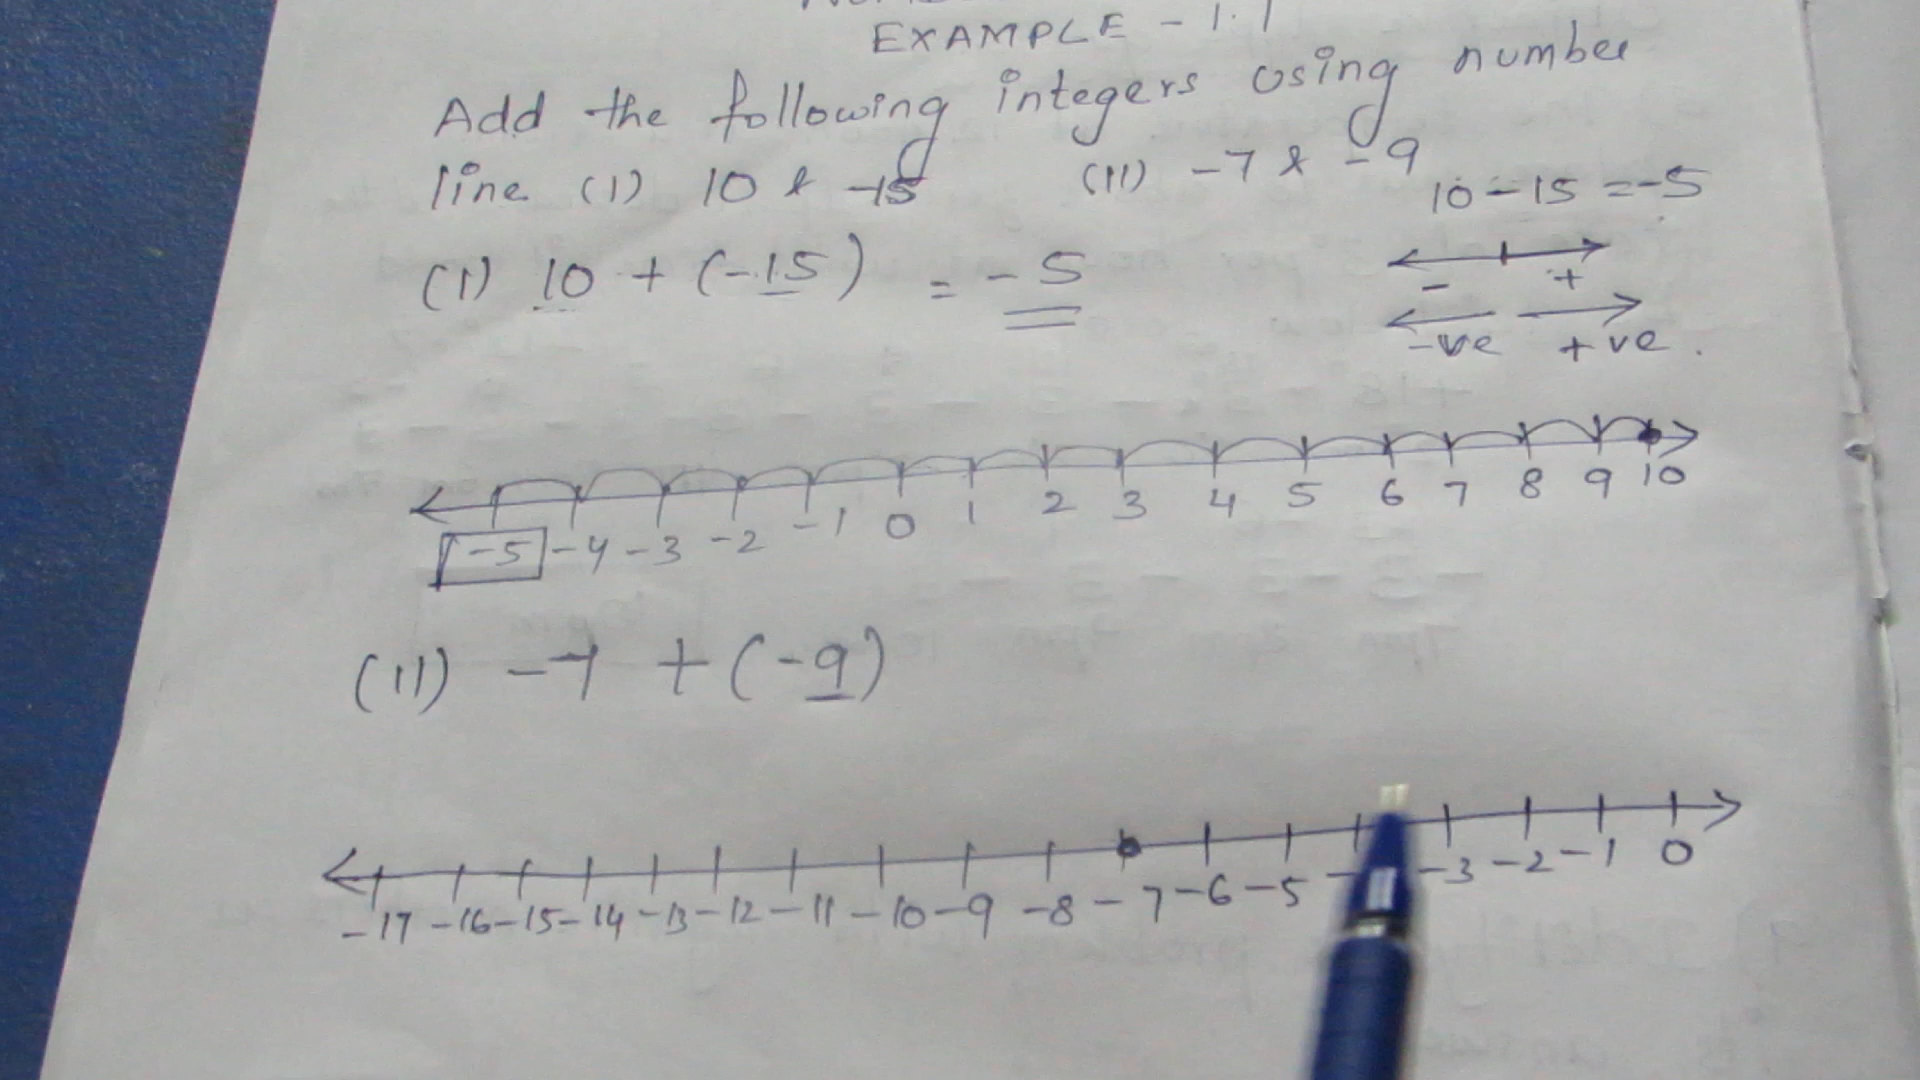 EXAMPLE - 1.1
Add the following integers using number
line (I) 10 & -15 (II) -7 & -9
10 - 15 = -5
(I) 10 + (-15) = -5
- +
-ve +ve.
-5 -4 -3 -2 -1 0 1 2 3 4 5 6 7 8 9 10
(II) -7 + (-9)
-17 -16 -15 -14 -13 -12 -11 -10 -9 -8 -7 -6 -5 -3 -2 -1 0